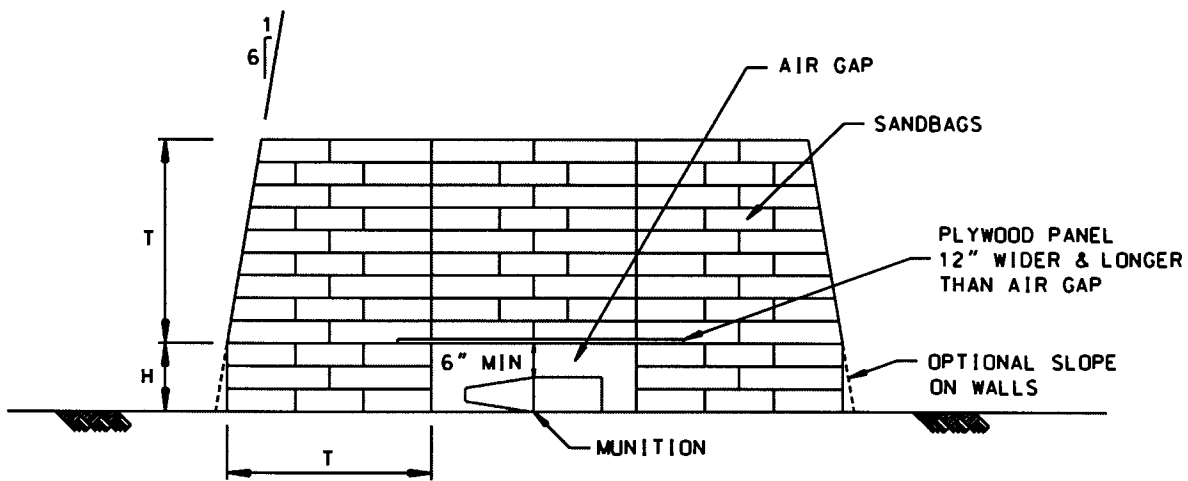 1
6
AIR GAP
SANDBAGS
T
PLYWOOD PANEL
12" WIDER & LONGER
THAN AIR GAP
6" MIN
H
OPTIONAL SLOPE
ON WALLS
MUNITION
T